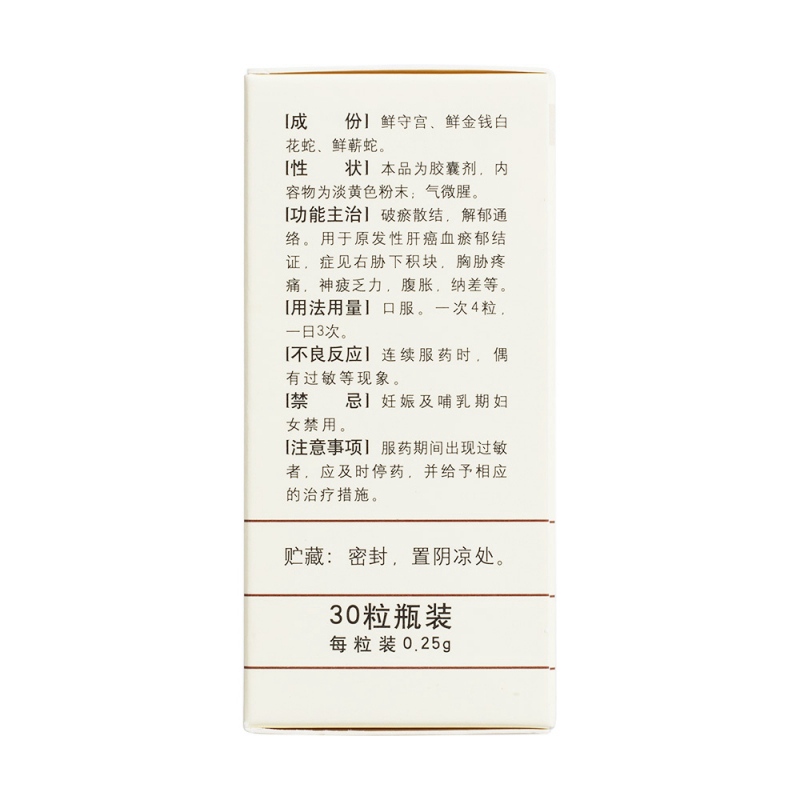 [成　份] 鲜守宫、鲜金钱白
花蛇、鲜蕲蛇。
[性　状] 本品为胶囊剂，内
容物为淡黄色粉末；气微腥。
[功能主治] 破瘀散结，解郁通
络。用于原发性肝癌血瘀郁结
证，症见右胁下积块，胸胁疼
痛，神疲乏力，腹胀，纳差等。
[用法用量] 口服。一次4粒，
一日3次。
[不良反应] 连续服药时，偶
有过敏等现象。
[禁　忌] 妊娠及哺乳期妇
女禁用。
[注意事项] 服药期间出现过敏
者，应及时停药，并给予相应
的治疗措施。
贮藏：密封，置阴凉处。
30粒瓶装
每粒装0.25g